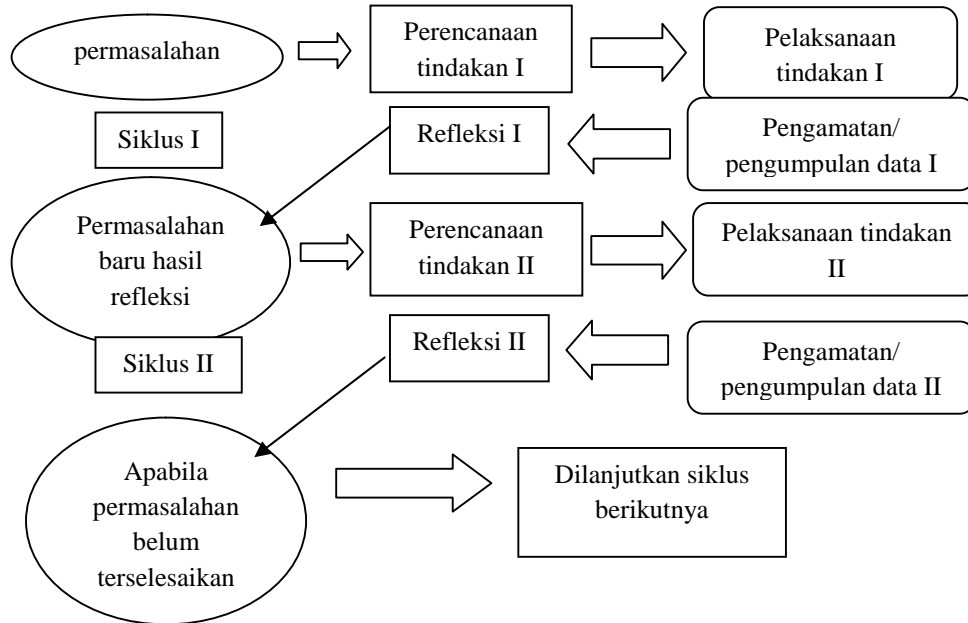 permasalahan
Perencanaan
tindakan I
Pelaksanaan
tindakan I
Siklus I
Refleksi I
Pengamatan/
pengumpulan data I
Permasalahan
baru hasil
refleksi
Perencanaan
tindakan II
Pelaksanaan tindakan
II
Siklus II
Refleksi II
Pengamatan/
pengumpulan data II
Apabila
permasalahan
belum
terselesaikan
Dilanjutkan siklus
berikutnya